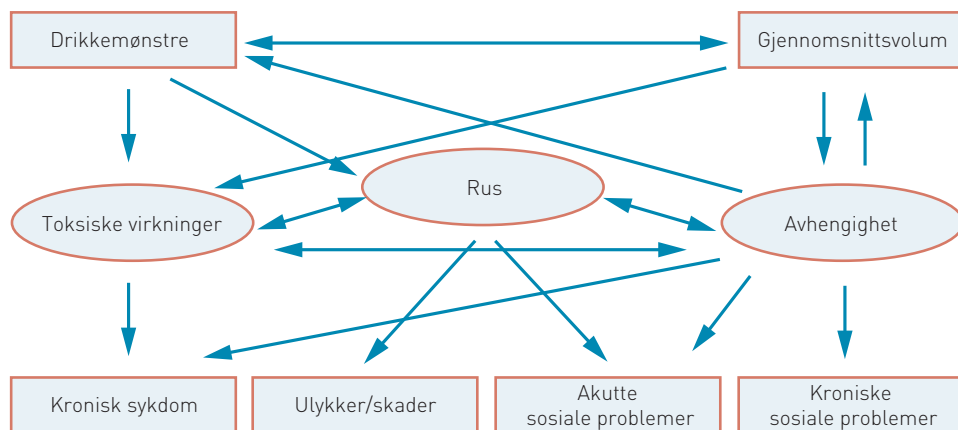 Drikkemønstre
Gjennomsnittsvolum
Rus
Toksiske virkninger
Avhengighet
Kronisk sykdom
Ulykker/skader
Akutte
sosiale problemer
Kroniske
sosiale problemer